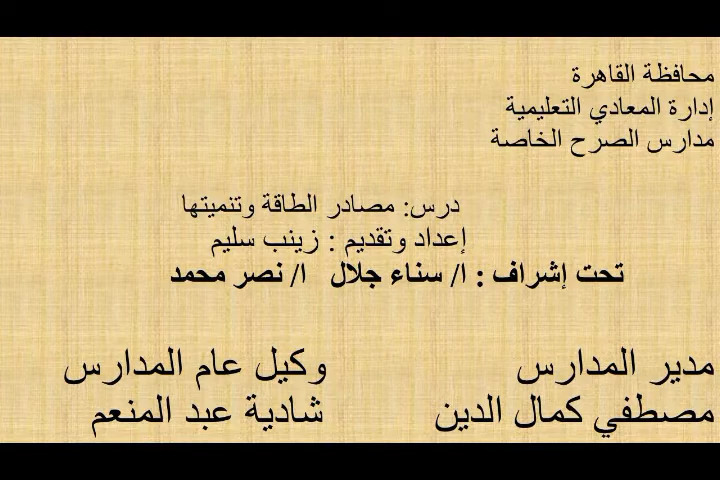 محافظة القاهرة
إدارة المعادي التعليمية
مدارس الصرح الخاصة
درس: مصادر الطاقة وتنميتها
إعداد وتقديم : زينب سليم
تحت إشراف : ا/ سناء جلال ا/ نصر محمد
مدير المدارس وكيل عام المدارس
مصطفي كمال الدين شادية عبد المنعم